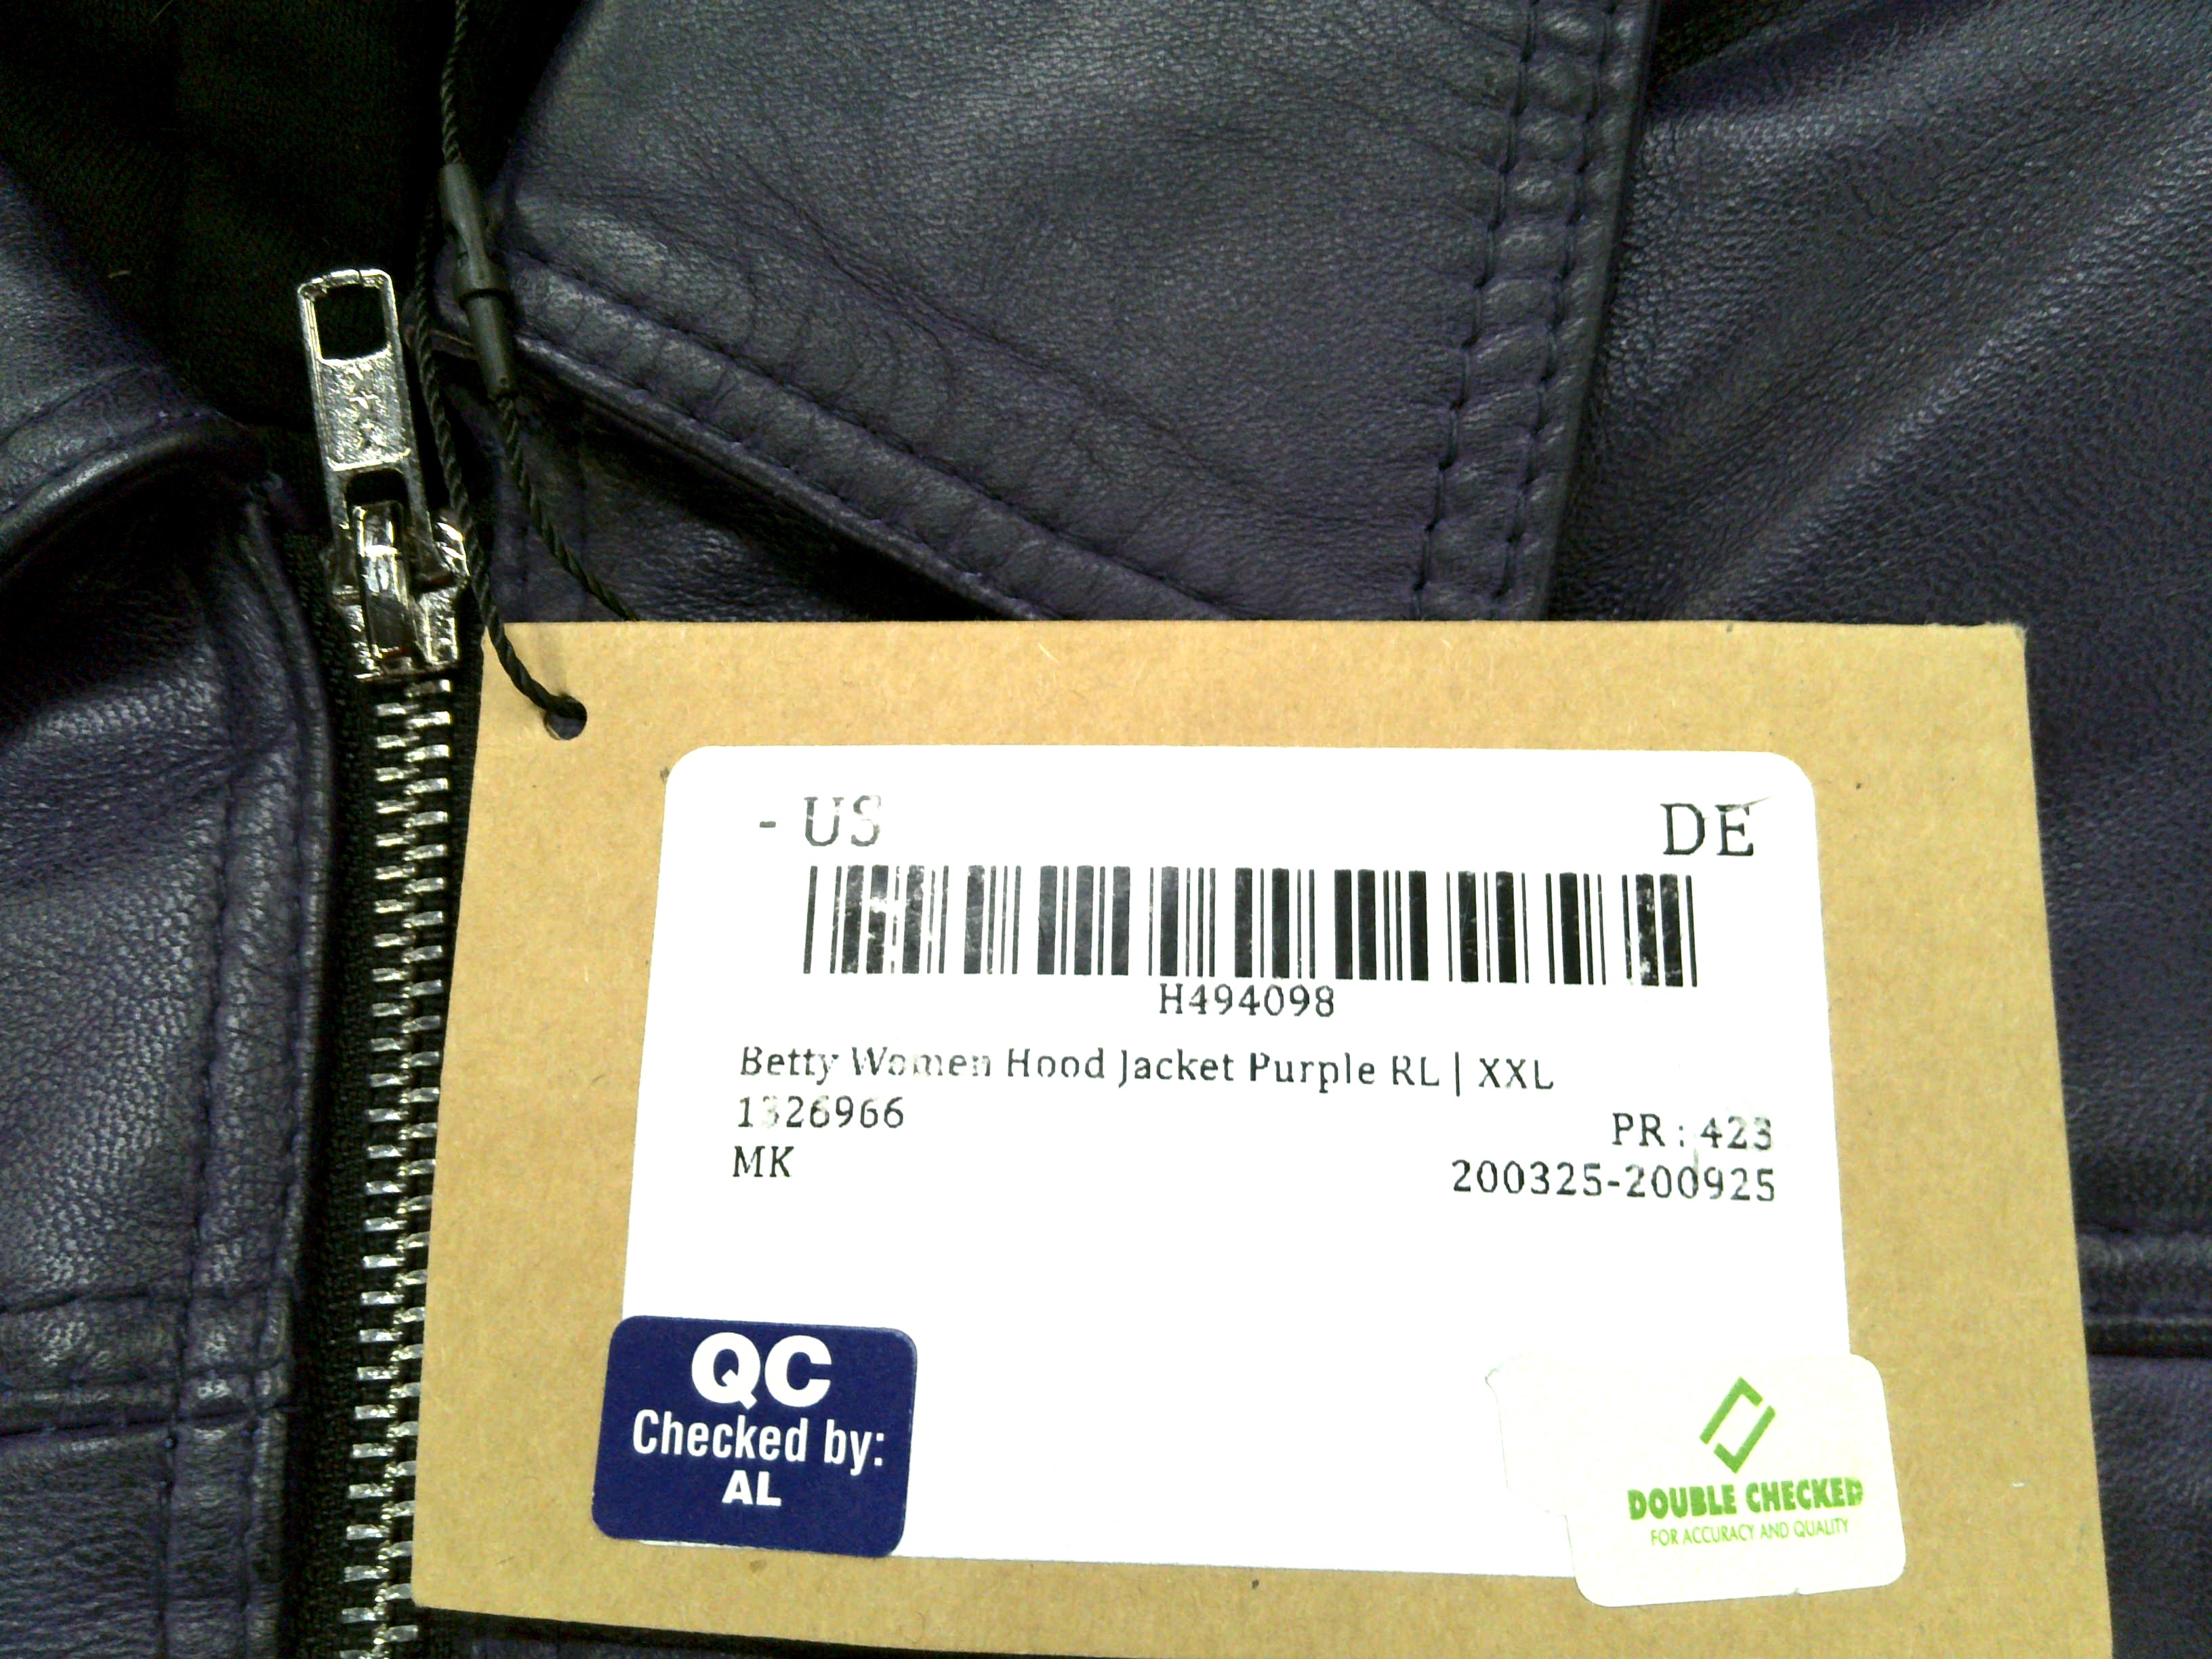 - US DE
H494098
Betty Women Hood Jacket Purple RL | XXL
1326966 PR : 423
MK 200325-200925
QC
Checked by:
AL
DOUBLE CHECKED
FOR ACCURACY AND QUALITY